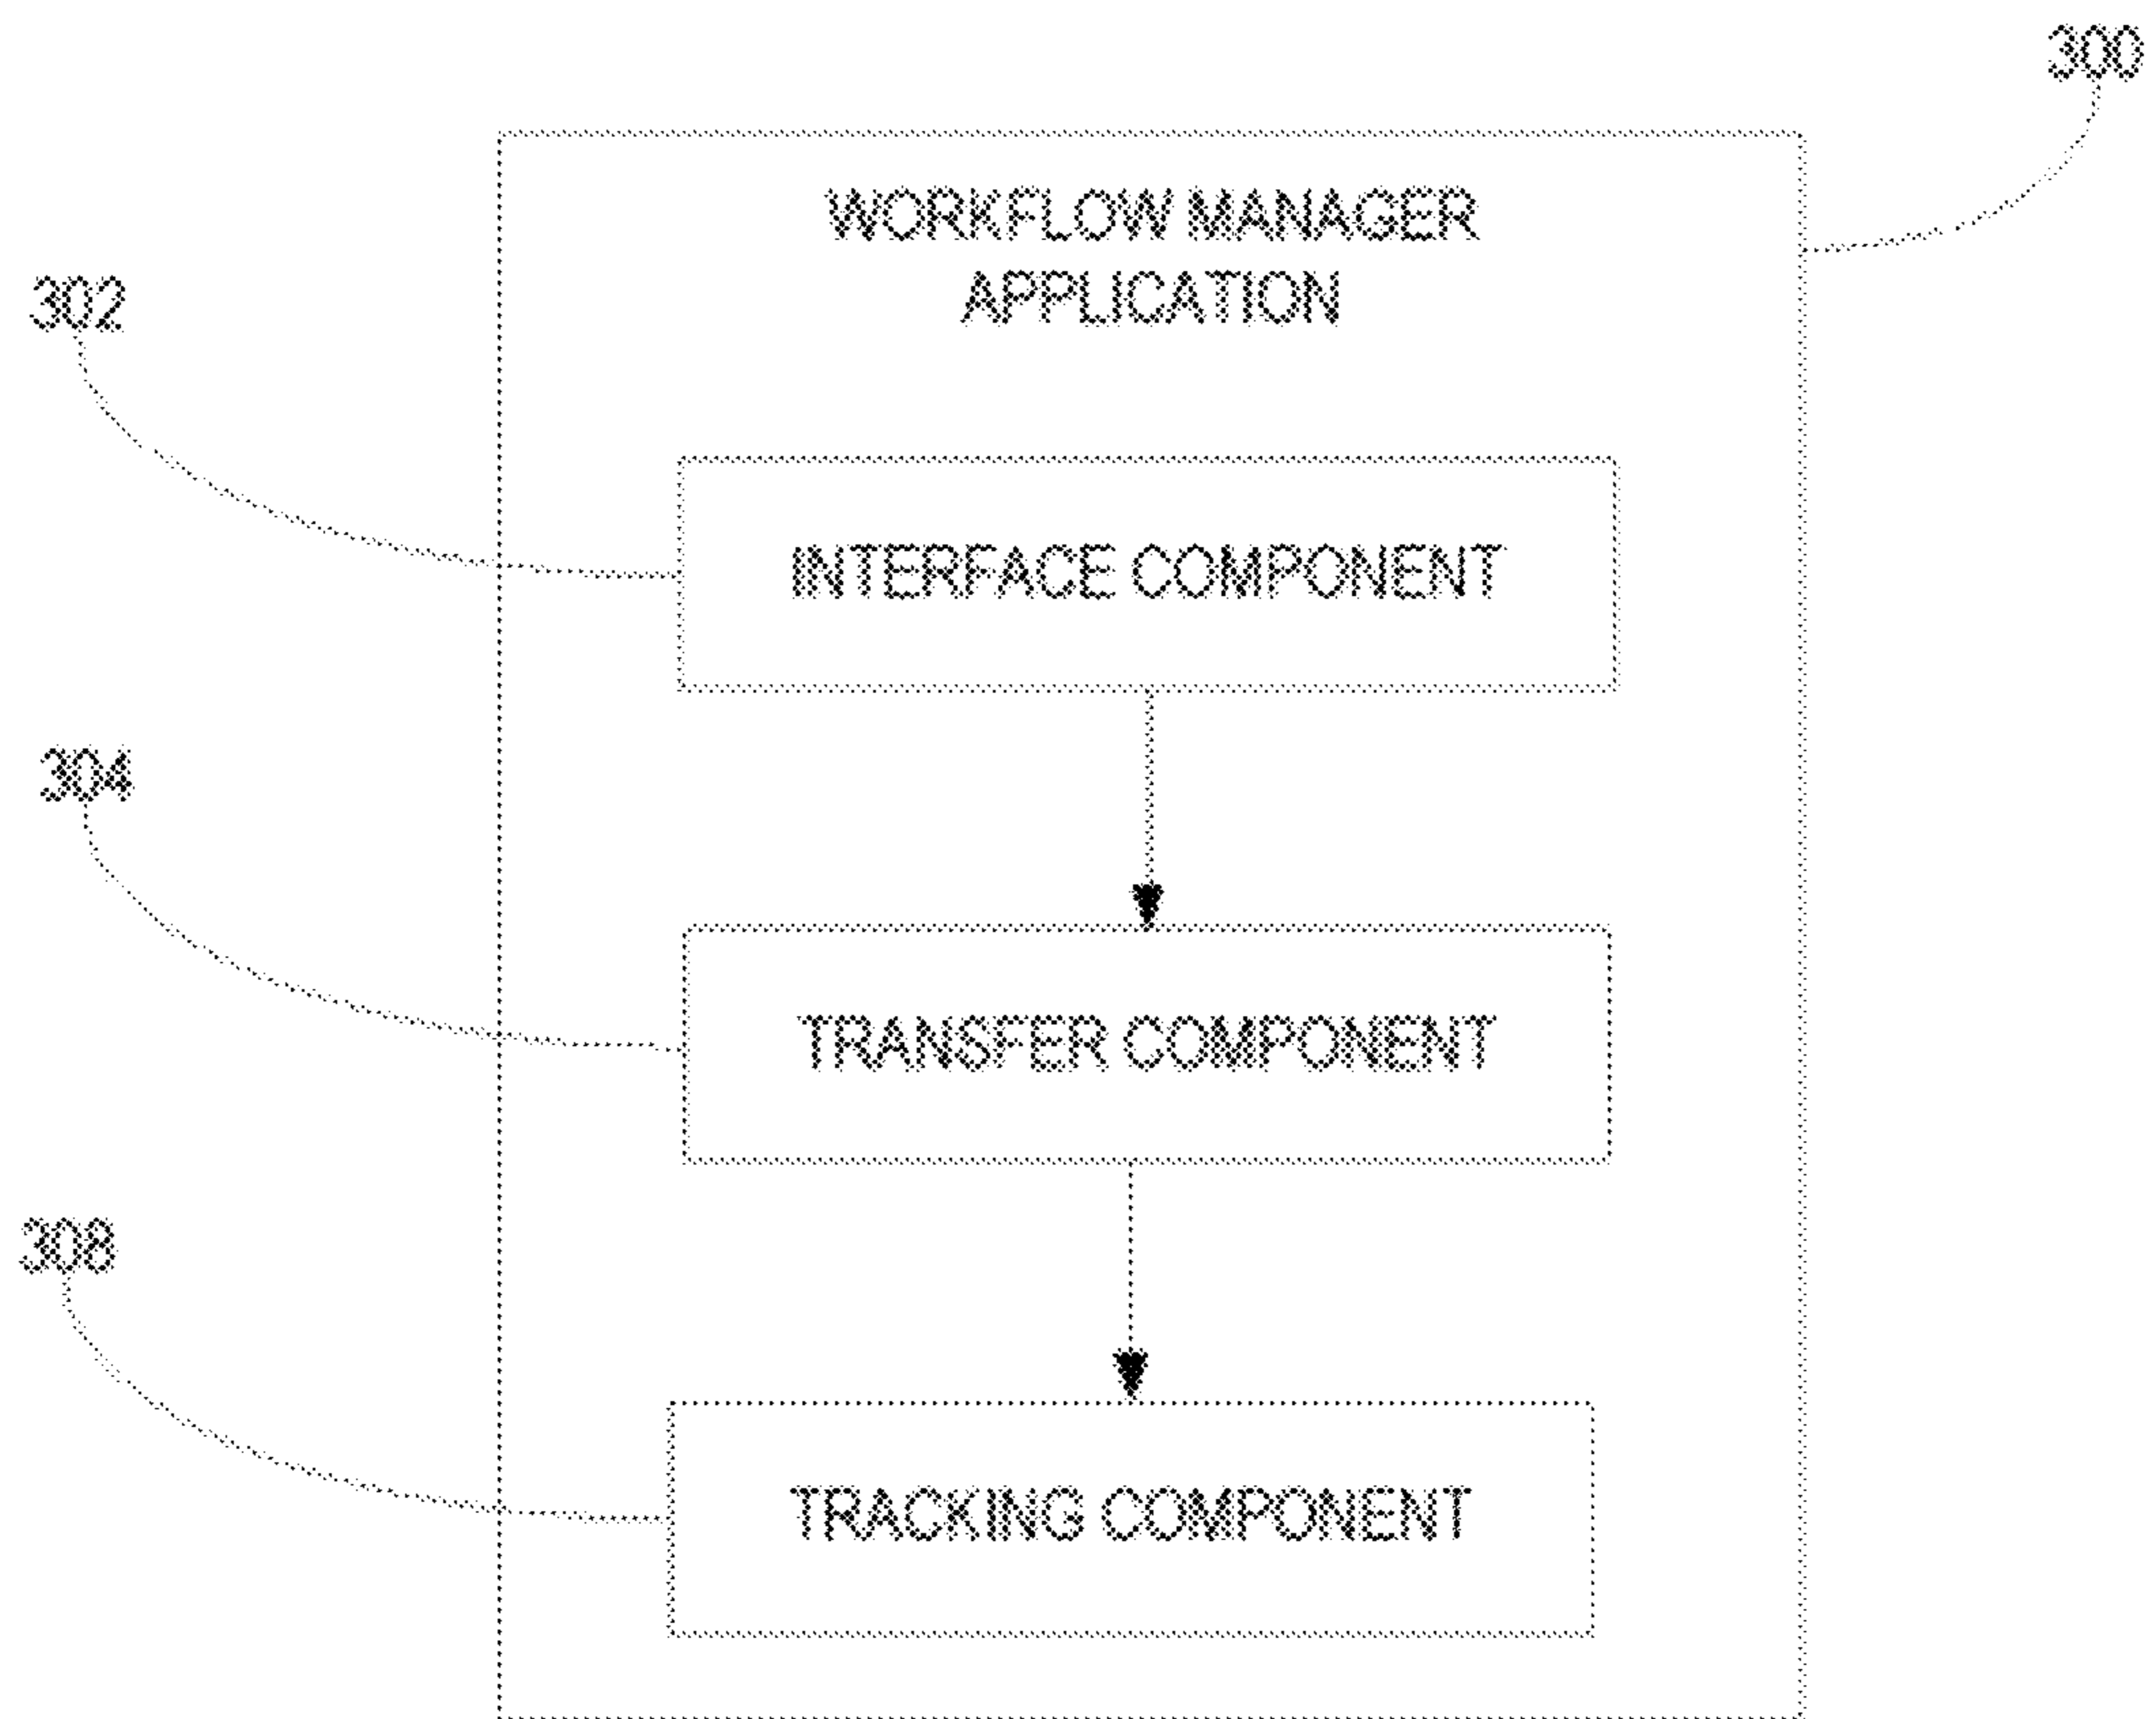 300
WORKFLOW MANAGER
APPLICATION
302
INTERFACE COMPONENT
304
TRANSFER COMPONENT
308
TRACKING COMPONENT